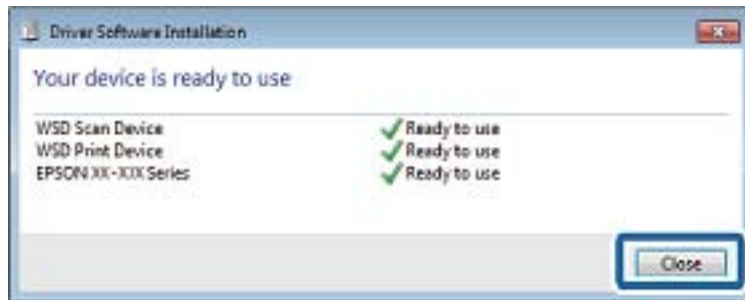 Driver Software Installation
Your device is ready to use
WSD Scan Device Ready to use
WSD Print Device Ready to use
EPSON XX-XXX Series Ready to use
Close